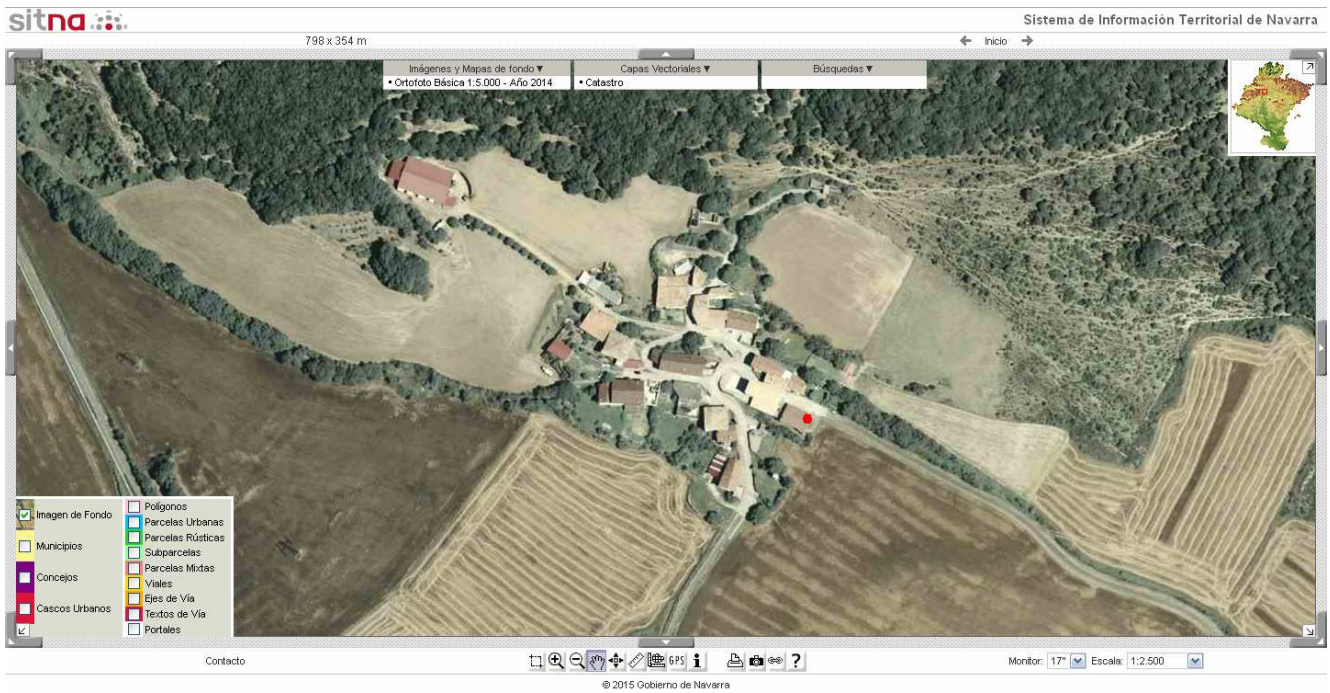 sitna
Sistema de Información Territorial de Navarra
798 x 354 m
Inicio
Imágenes y Mapas de fondo ▼
Capas Vectoriales ▼
Búsquedas ▼
• Ortofoto Básica 1:5.000 - Año 2014
• Catastro
Imagen de Fondo
Municipios
Concejos
Cascos Urbanos
Polígonos
Parcelas Urbanas
Parcelas Rústicas
Subparcelas
Parcelas Mixtas
Viales
Ejes de Vía
Textos de Vía
Portales
Contacto
GPS
i
?
Monitor: 17" Escala: 1:2.500
© 2015 Gobierno de Navarra